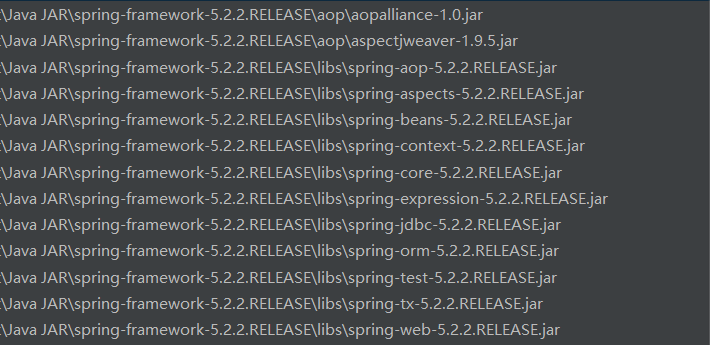 \Java JAR\spring-framework-5.2.2.RELEASE\aop\aopalliance-1.0.jar
\Java JAR\spring-framework-5.2.2.RELEASE\aop\aspectjweaver-1.9.5.jar
\Java JAR\spring-framework-5.2.2.RELEASE\libs\spring-aop-5.2.2.RELEASE.jar
\Java JAR\spring-framework-5.2.2.RELEASE\libs\spring-aspects-5.2.2.RELEASE.jar
\Java JAR\spring-framework-5.2.2.RELEASE\libs\spring-beans-5.2.2.RELEASE.jar
\Java JAR\spring-framework-5.2.2.RELEASE\libs\spring-context-5.2.2.RELEASE.jar
\Java JAR\spring-framework-5.2.2.RELEASE\libs\spring-core-5.2.2.RELEASE.jar
\Java JAR\spring-framework-5.2.2.RELEASE\libs\spring-expression-5.2.2.RELEASE.jar
\Java JAR\spring-framework-5.2.2.RELEASE\libs\spring-jdbc-5.2.2.RELEASE.jar
\Java JAR\spring-framework-5.2.2.RELEASE\libs\spring-orm-5.2.2.RELEASE.jar
\Java JAR\spring-framework-5.2.2.RELEASE\libs\spring-test-5.2.2.RELEASE.jar
\Java JAR\spring-framework-5.2.2.RELEASE\libs\spring-tx-5.2.2.RELEASE.jar
\Java JAR\spring-framework-5.2.2.RELEASE\libs\spring-web-5.2.2.RELEASE.jar